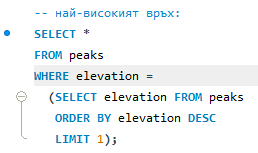 -- най-високият връх:
SELECT *
FROM peaks
WHERE elevation =
(SELECT elevation FROM peaks
ORDER BY elevation DESC
LIMIT 1);